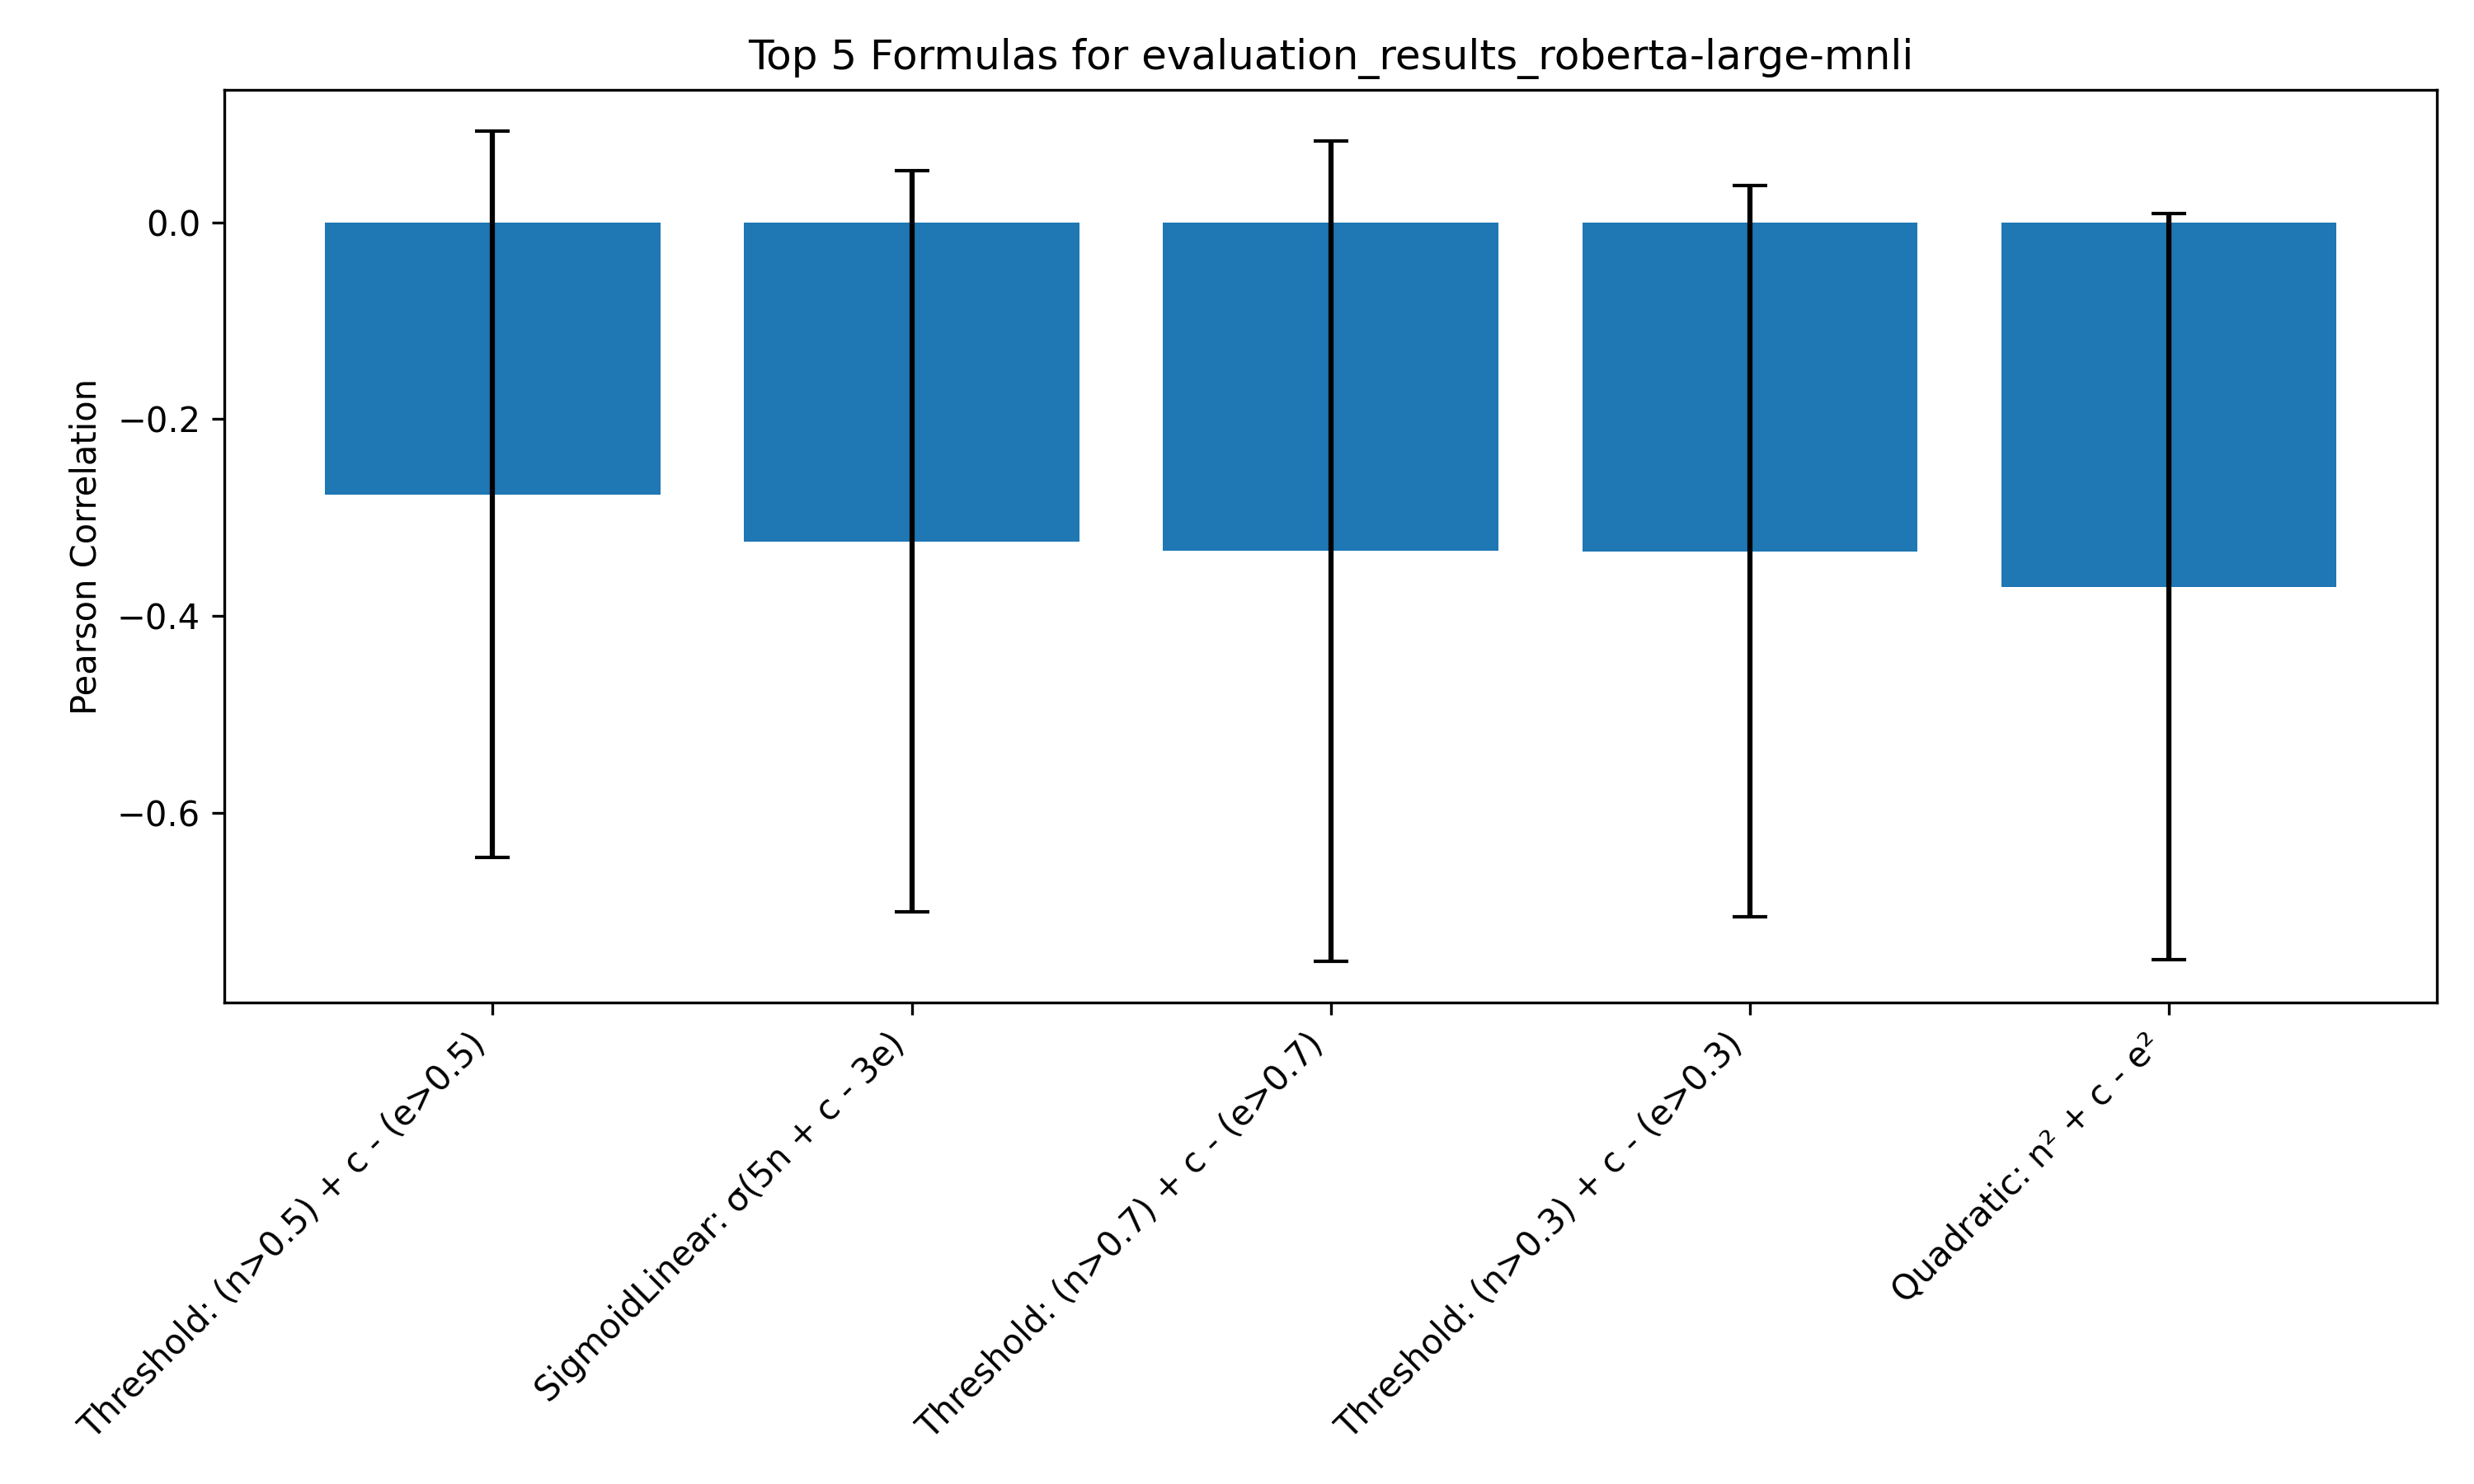 Top 5 Formulas for evaluation_results_roberta-large-mnli
Pearson Correlation
0.0
−0.2
−0.4
−0.6
Threshold: (n>0.5) + c - (e>0.5)
SigmoidLinear: σ(5n + c - 3e)
Threshold: (n>0.7) + c - (e>0.7)
Threshold: (n>0.3) + c - (e>0.3)
Quadratic: n² + c - e²